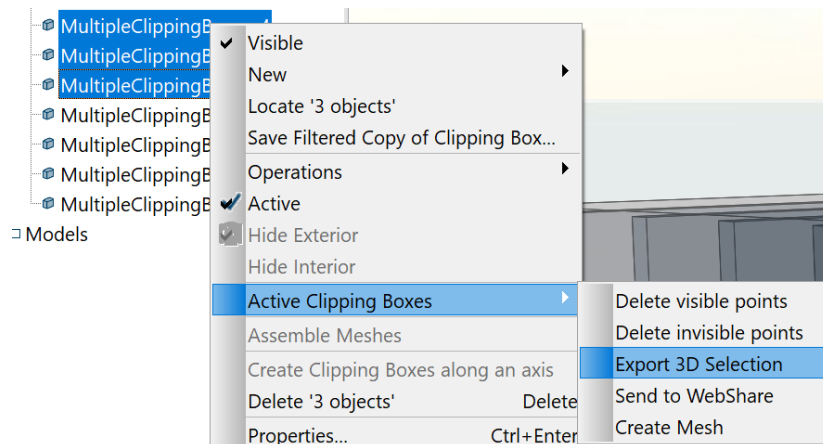 MultipleClippingB
MultipleClippingB
MultipleClippingB
MultipleClippingB
MultipleClippingB
MultipleClippingB
MultipleClippingB
Models
Visible
New
Locate '3 objects'
Save Filtered Copy of Clipping Box...
Operations
Active
Hide Exterior
Hide Interior
Active Clipping Boxes
Assemble Meshes
Create Clipping Boxes along an axis
Delete '3 objects' Delete
Properties... Ctrl+Enter
Delete visible points
Delete invisible points
Export 3D Selection
Send to WebShare
Create Mesh